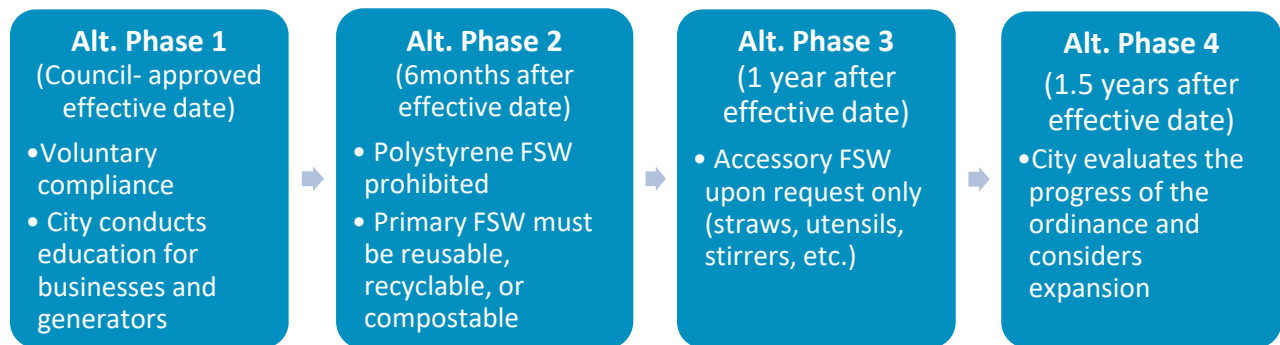 Alt. Phase 1
(Council- approved
effective date)
•Voluntary
compliance
• City conducts
education for
businesses and
generators
Alt. Phase 2
(6months after
effective date)
• Polystyrene FSW
prohibited
• Primary FSW must
be reusable,
recyclable, or
compostable
Alt. Phase 3
(1 year after
effective date)
• Accessory FSW
upon request only
(straws, utensils,
stirrers, etc.)
Alt. Phase 4
(1.5 years after
effective date)
•City evaluates the
progress of the
ordinance and
considers
expansion